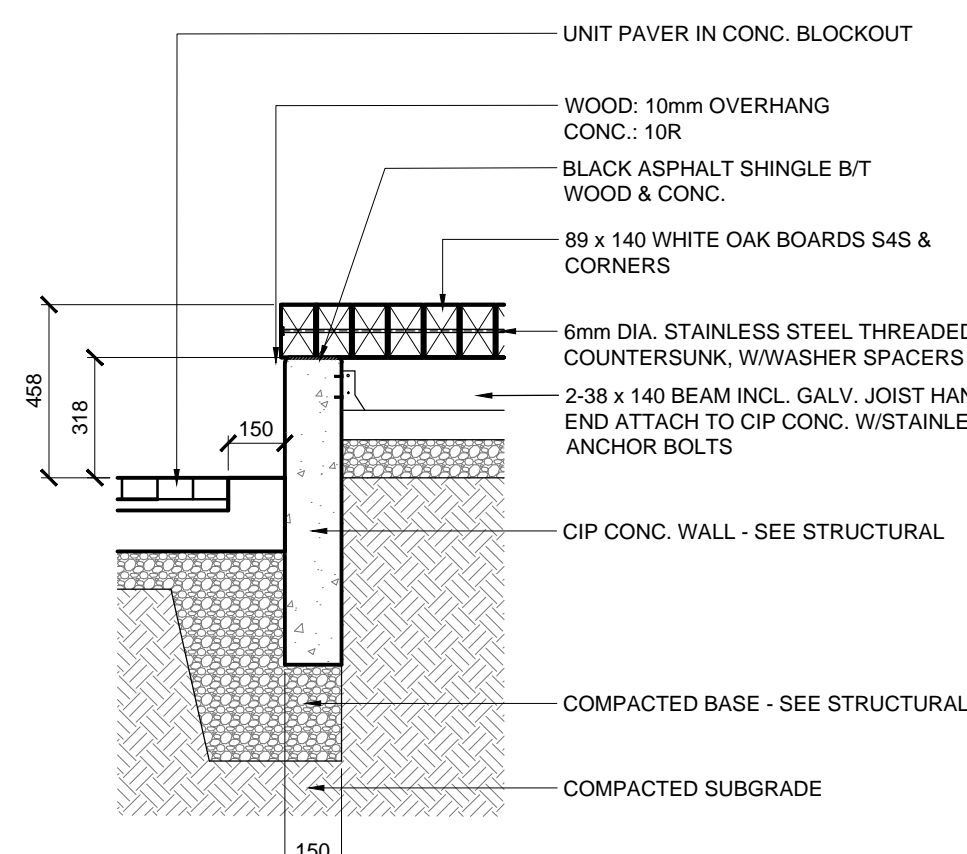 UNIT PAVER IN CONC. BLOCKOUT
WOOD: 10mm OVERHANG
CONC.: 10R
BLACK ASPHALT SHINGLE B/T
WOOD & CONC.
89 x 140 WHITE OAK BOARDS S4S &
CORNERS
6mm DIA. STAINLESS STEEL THREADED
COUNTERSUNK, W/WASHER SPACERS
2-38 x 140 BEAM INCL. GALV. JOIST HAN
END ATTACH TO CIP CONC. W/STAINLE
ANCHOR BOLTS
458
318
150
CIP CONC. WALL - SEE STRUCTURAL
COMPACTED BASE - SEE STRUCTURAL
COMPACTED SUBGRADE
150